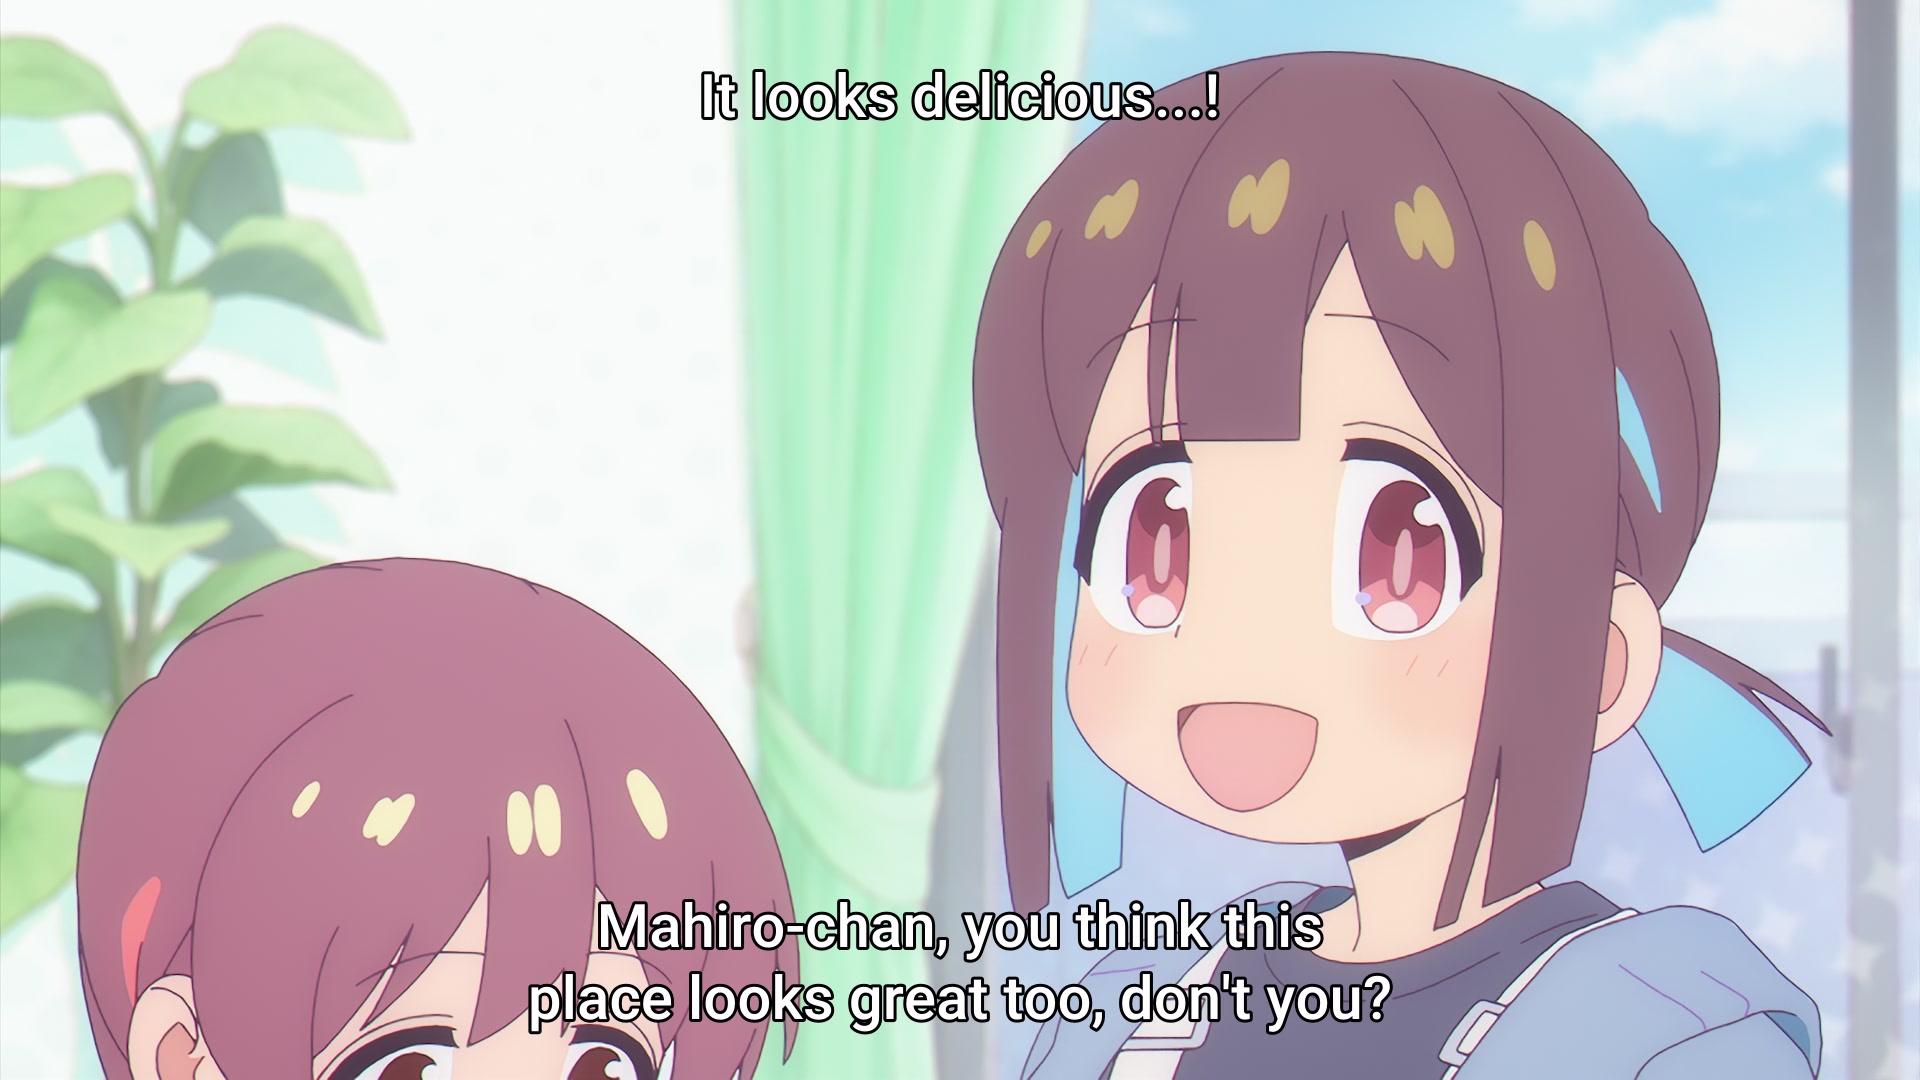 It looks delicious...!
Mahiro-chan, you think this
place looks great too, don't you?